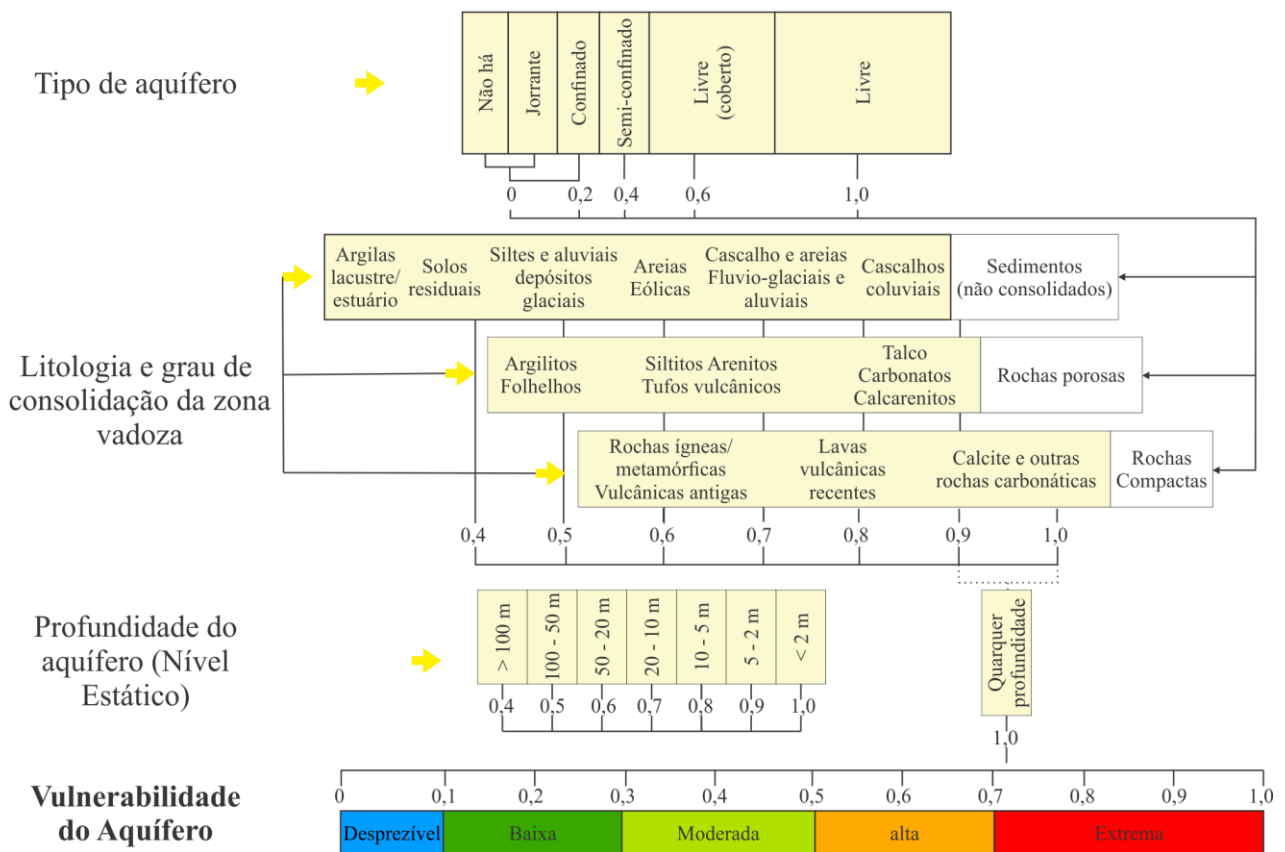 Tipo de aquífero
Não há
Jorrante
Confinado
Semi-confinado
Livre
(coberto)
Livre
0
0,2
0,4
0,6
1,0
Litologia e grau de
consolidação da zona
vadoza
Argilas
lacustre/
estuário
Solos
residuais
Siltes e aluviais
depósitos
glaciais
Areias
Eólicas
Cascalho e areias
Fluvio-glaciais e
aluviais
Cascalhos
coluviais
Sedimentos
(não consolidados)
Argilitos
Folhelhos
Siltitos Arenitos
Tufos vulcânicos
Talco
Carbonatos
Calcarenitos
Rochas porosas
Rochas ígneas/
metamórficas
Vulcânicas antigas
Lavas
vulcânicas
recentes
Calcite e outras
rochas carbonáticas
Rochas
Compactas
0,4
0,5
0,6
0,7
0,8
0,9
1,0
Profundidade do
aquífero (Nível
Estático)
> 100 m
100 - 50 m
50 - 20 m
20 - 10 m
10 - 5 m
5 - 2 m
< 2 m
Quarquer
profundidade
0,4
0,5
0,6
0,7
0,8
0,9
1,0
1,0
Vulnerabilidade
do Aquífero
0
0,1
0,2
0,3
0,4
0,5
0,6
0,7
0,8
0,9
1,0
Desprezível
Baixa
Moderada
alta
Extrema